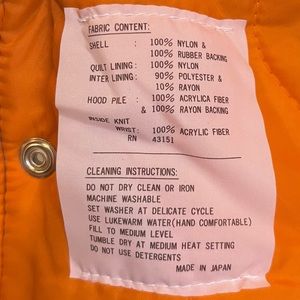 FABRIC CONTENT:
SHELL : 100% NYLON &
100% RUBBER BACKING
QUILT LINING: 100% NYLON
INTER LINING: 90% POLYESTER &
10% RAYON
HOOD PILE : 100% ACRYLICA FIBER
& 100% RAYON BACKING
INSIDE KNIT
WRIST: 100% ACRYLIC FIBER
RN 43151
CLEANING INSTRUCTIONS:
DO NOT DRY CLEAN OR IRON
MACHINE WASHABLE
SET WASHER AT DELICATE CYCLE
USE LUKEWARM WATER(HAND COMFORTABLE)
FILL TO MEDIUM LEVEL
TUMBLE DRY AT MEDIUM HEAT SETTING
DO NOT USE DETERGENTS
MADE IN JAPAN